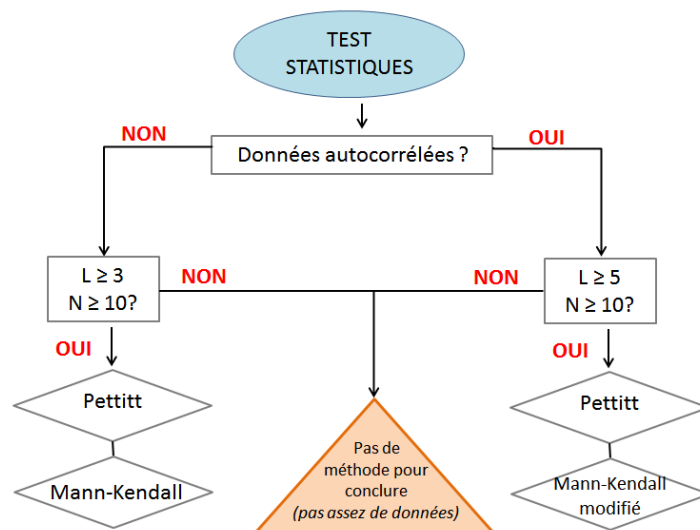 TEST
STATISTIQUES
NON
OUI
Données autocorrélées ?
L ≥ 3
N ≥ 10?
NON
NON
L ≥ 5
N ≥ 10?
OUI
OUI
Pettitt
Pettitt
Pas de
méthode pour
conclure
(pas assez de données)
Mann-Kendall
Mann-Kendall
modifié